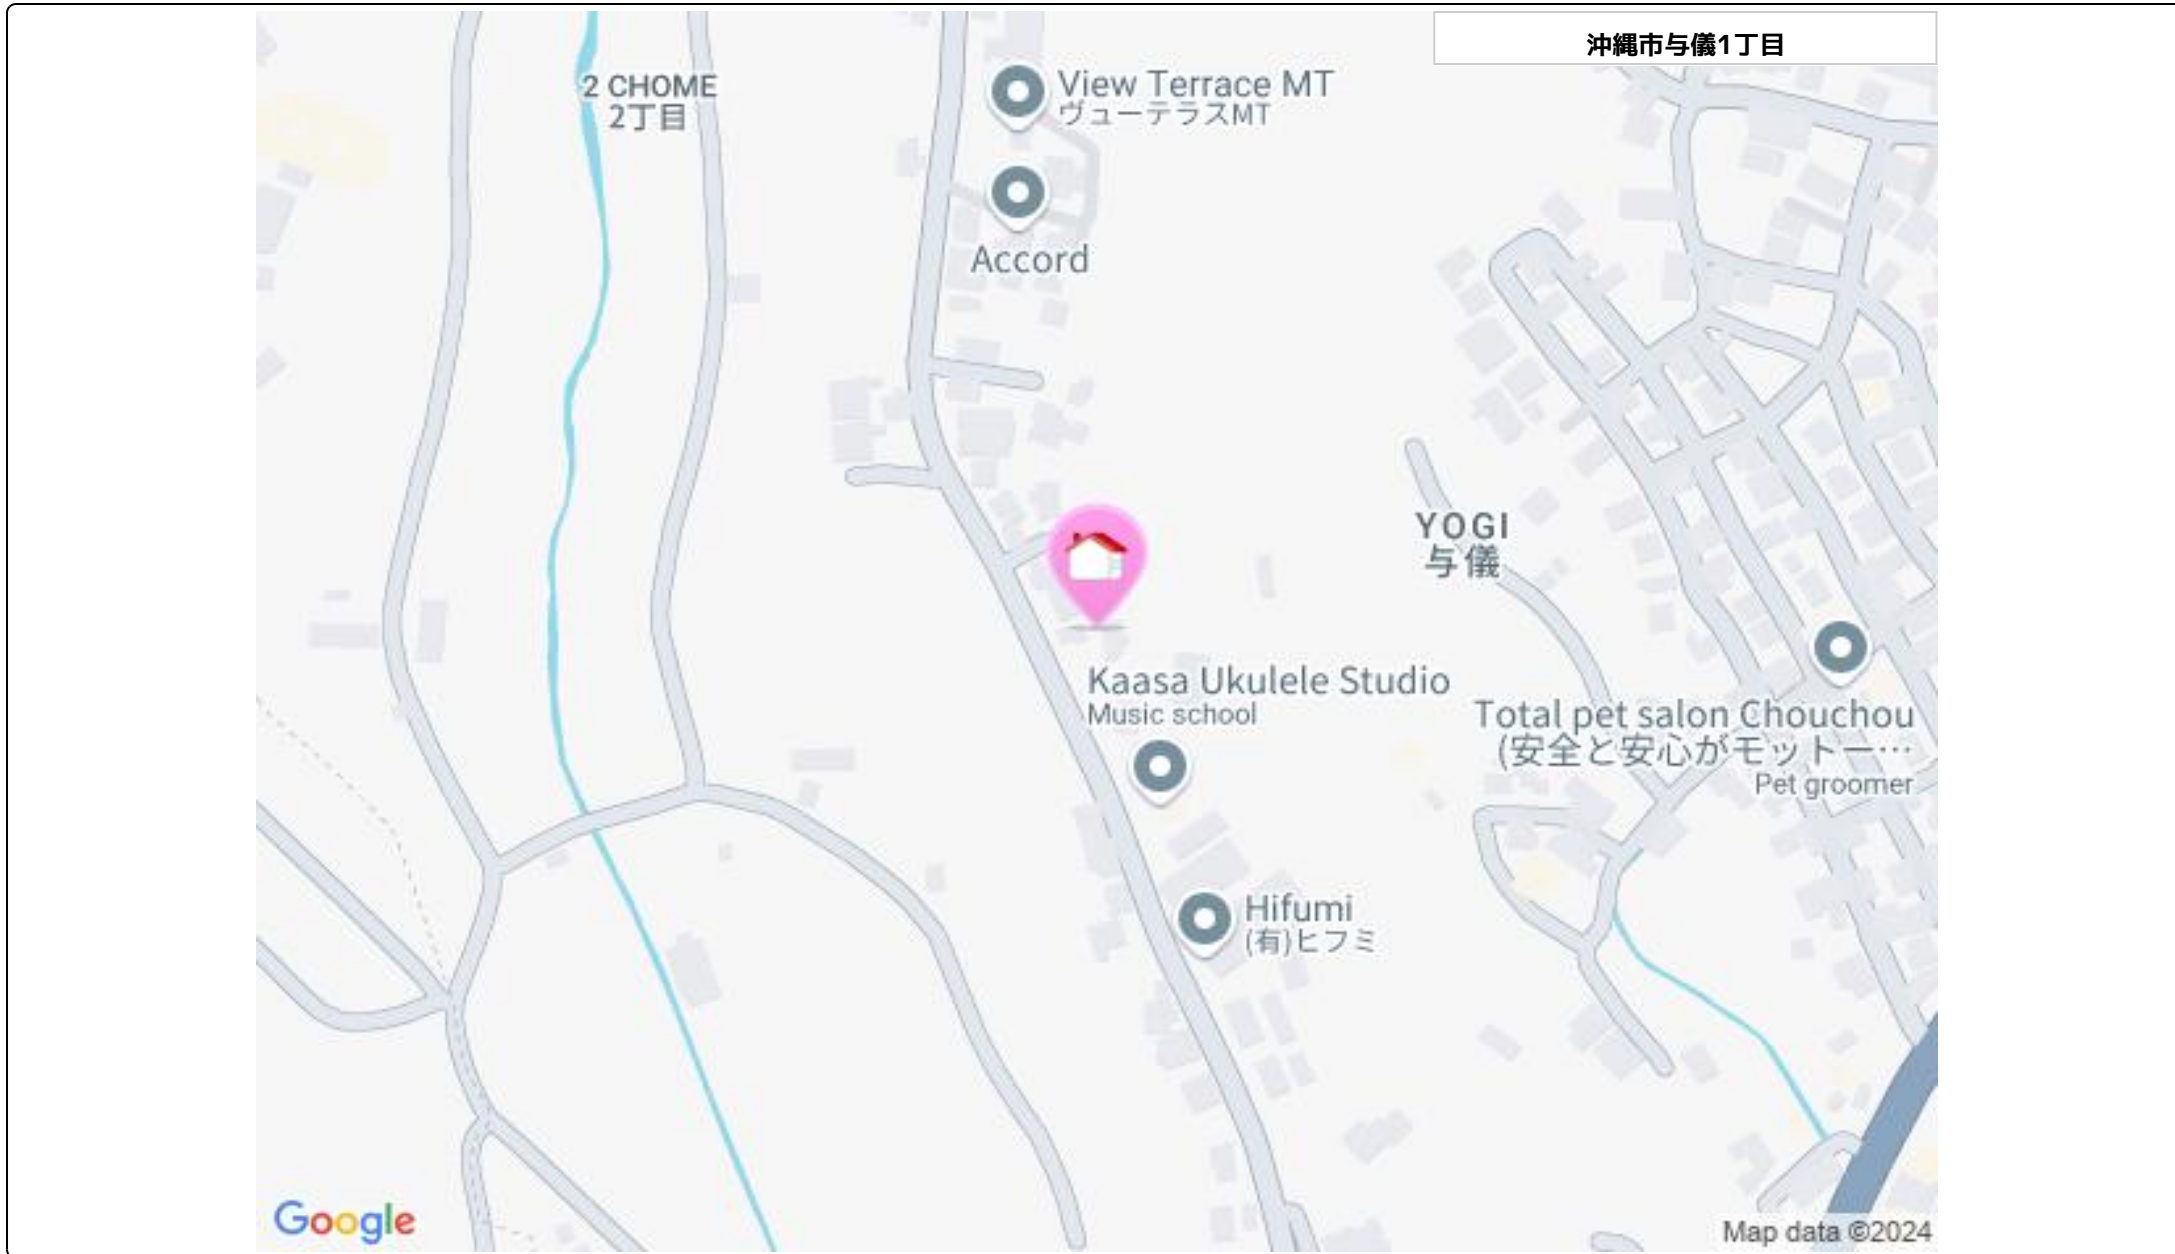 沖縄市与儀1丁目
2 CHOME
2丁目
View Terrace MT
ヴューテラスMT
Accord
YOGI
与儀
Kaasa Ukulele Studio
Music school
Total pet salon Chouchou
(安全と安心がモットー…
Pet groomer
Hifumi
(有)ヒフミ
Google
Map data ©2024